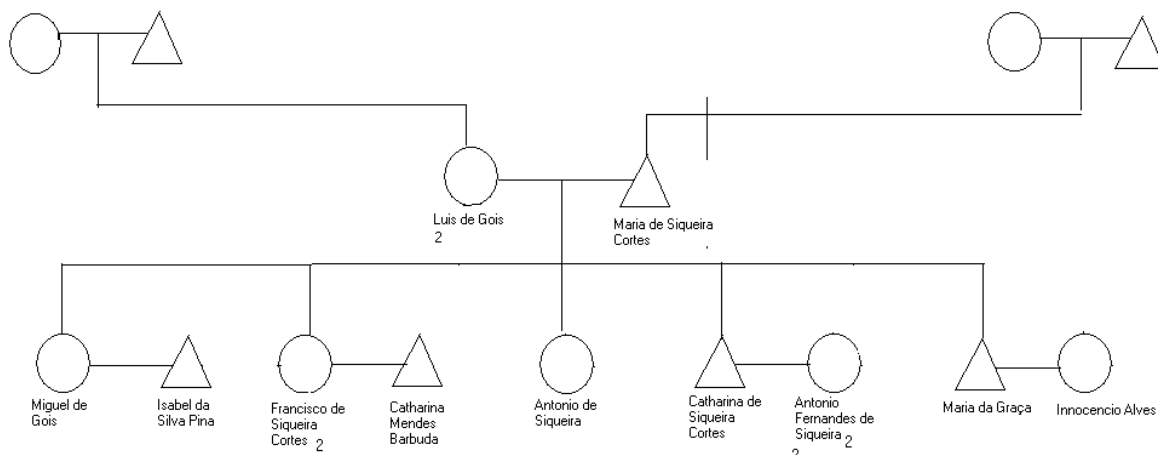 Luis de Gois
2
Maria de Siqueira
Cortes
Miguel de
Gois
Isabel da
Silva Pina
Francisco de
Siqueira
Cortes 2
Catharina
Mendes
Barbuda
Antonio de
Siqueira
Catharina de
Siqueira
Cortes
Antonio
Fernandes de
Siqueira 2
2
Maria da Graça
Innocencio Alves